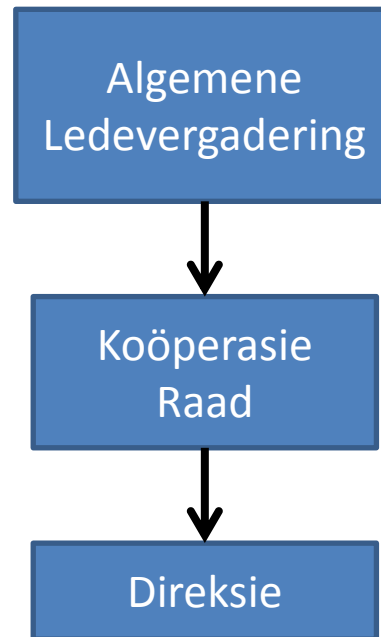 Algemene
Ledevergadering
Koöperasie
Raad
Direksie